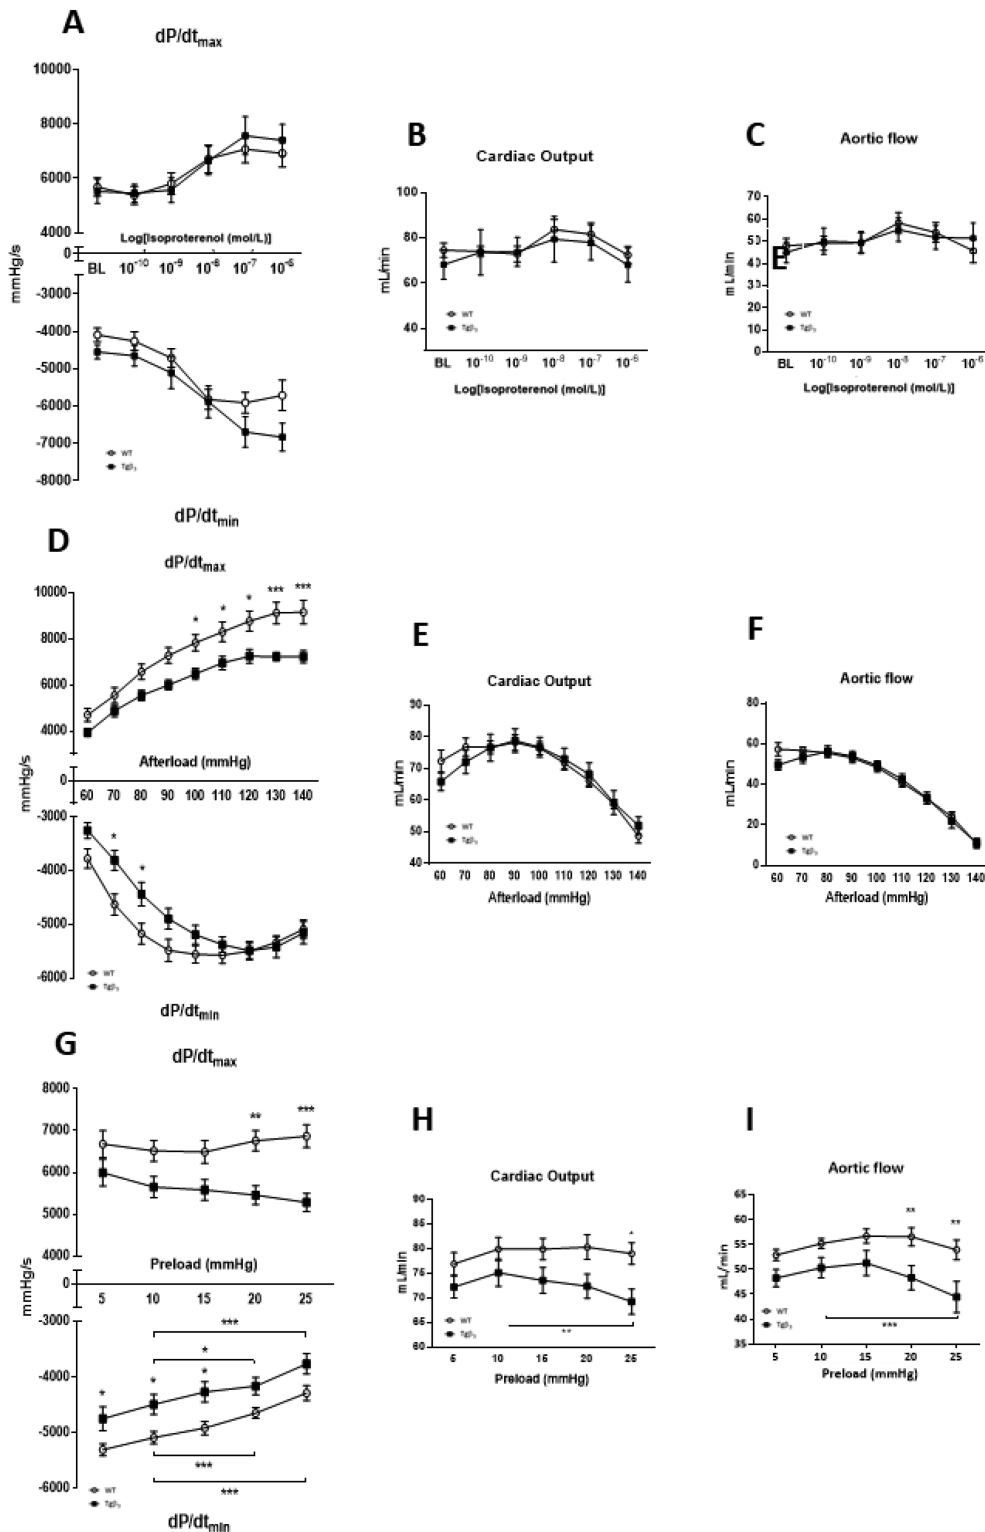 A
dP/dtmax
10000
8000
6000
4000
Log[Isoproterenol (mol/L)]
0
BL 10-10 10-9 10-8 10-7 10-6
mmHg/s
-3000
-4000
-5000
-6000
-7000
-8000
WT
Tgβ3
dP/dtmin
B
Cardiac Output
100
80
60
40
mL/min
WT
Tgβ3
BL 10-10 10-9 10-8 10-7 10-6
Log[Isoproterenol (mol/L)]
C
Aortic flow
70
60
50
40
30
20
10
0
mL/min
E
WT
Tgβ3
BL 10-10 10-9 10-8 10-7 10-6
Log[Isoproterenol (mol/L)]
D
dP/dtmax
10000
* * * *** ***
8000
6000
4000
Afterload (mmHg)
0
60 70 80 90 100 110 120 130 140
mmHg/s
-3000
* *
-4000
-5000
-6000
WT
Tgβ3
dP/dtmin
E
Cardiac Output
90
80
70
60
50
40
mL/min
WT
Tgβ3
60 70 80 90 100 110 120 130 140
Afterload (mmHg)
F
Aortic flow
80
60
40
20
0
mL/min
WT
Tgβ3
60 70 80 90 100 110 120 130 140
Afterload (mmHg)
G
dP/dtmax
8000
** ***
7000
6000
5000
4000
Preload (mmHg)
0
5 10 15 20 25
mmHg/s
-3000
***
*
* * *
-4000
-5000
***
***
-6000
WT
Tgβ3
dP/dtmin
H
Cardiac Output
90
85
80
75
70
65
60
mL/min
*
WT
Tgβ3
**
5 10 15 20 25
Preload (mmHg)
I
Aortic flow
65
60
55
50
45
40
35
mL/min
** **
WT
Tgβ3
***
5 10 15 20 25
Preload (mmHg)